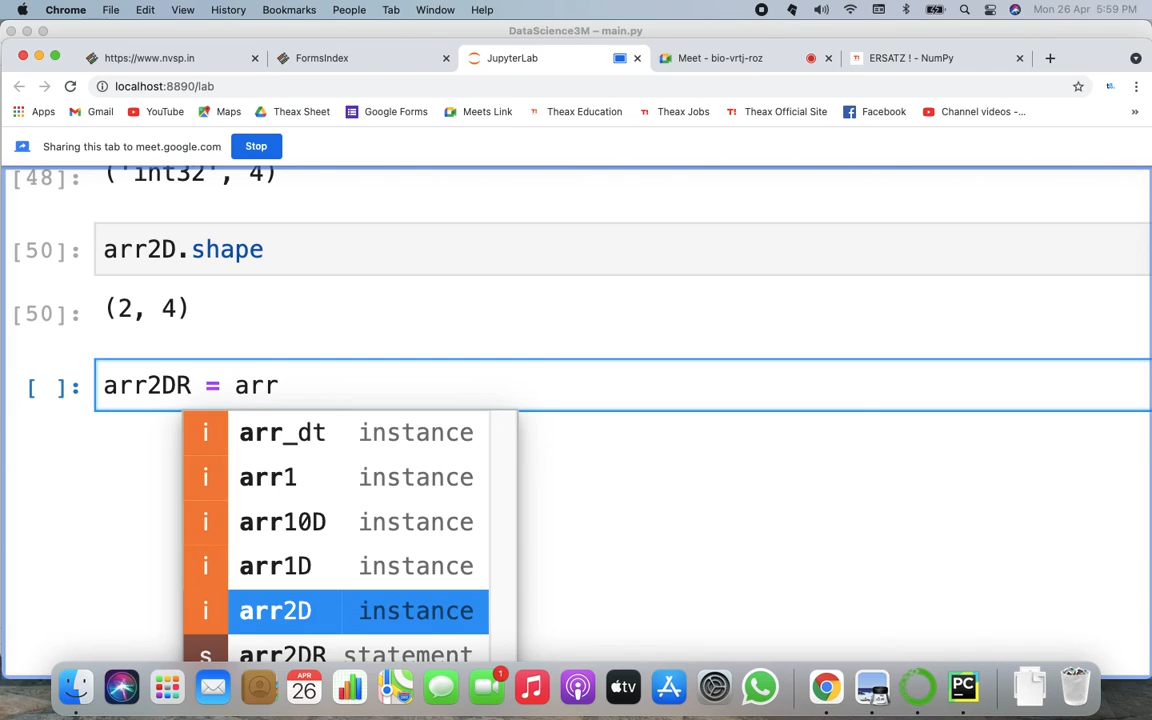 Chrome File Edit View History Bookmarks People Tab Window Help Mon 26 Apr 5:59 PM
DataScience3M – main.py
https://www.nvsp.in FormsIndex JupyterLab Meet - bio-vrtj-roz ERSATZ ! - NumPy
localhost:8890/lab
Apps Gmail YouTube Maps Theax Sheet Google Forms Meets Link Theax Education Theax Jobs Theax Official Site Facebook Channel videos -... »
Sharing this tab to meet.google.com Stop
[48]: ('int32', 4)
[50]: arr2D.shape
[50]: (2, 4)
[ ]: arr2DR = arr
i arr_dt instance
i arr1 instance
i arr10D instance
i arr1D instance
i arr2D instance
s arr2DR statement
APR
26
1
tv
PC